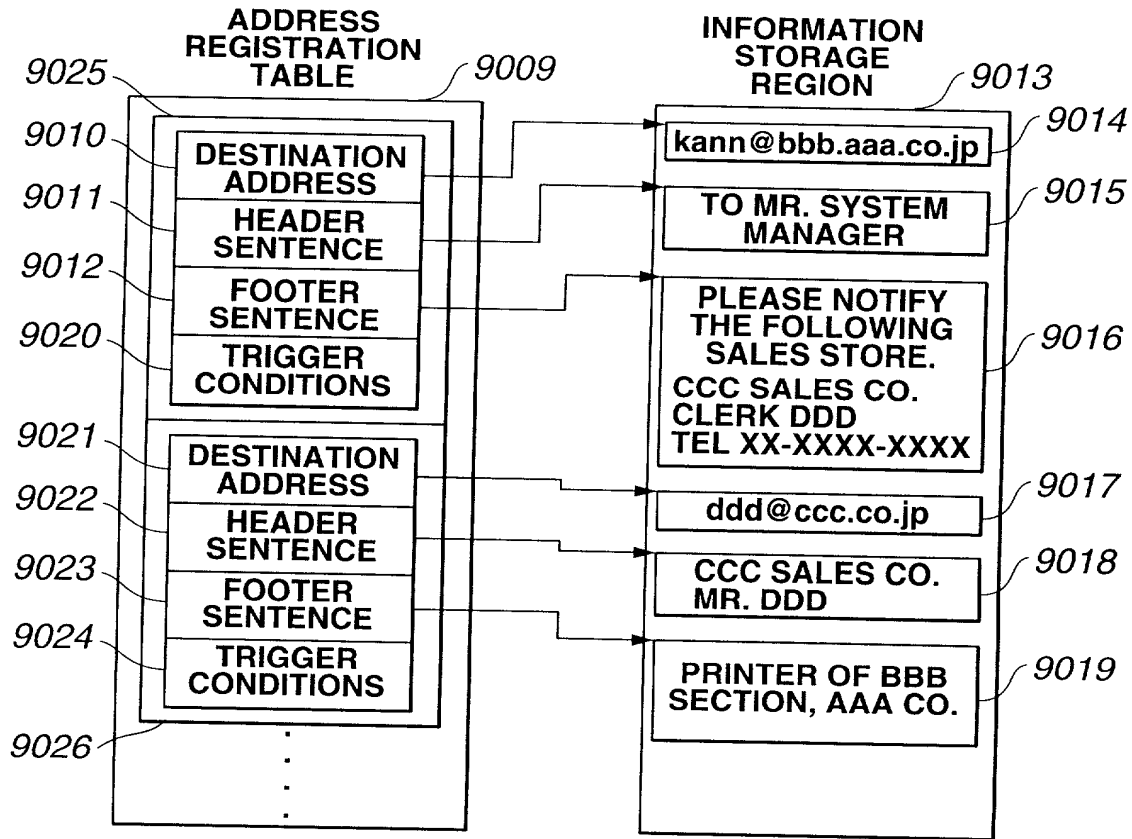 ADDRESS
REGISTRATION
TABLE
INFORMATION
STORAGE
REGION
9025
9009
9013
9010
DESTINATION
ADDRESS
kann@bbb.aaa.co.jp
9014
9011
HEADER
SENTENCE
TO MR. SYSTEM
MANAGER
9015
9012
FOOTER
SENTENCE
PLEASE NOTIFY
THE FOLLOWING
SALES STORE.
CCC SALES CO.
CLERK DDD
TEL XX-XXXX-XXXX
9016
9020
TRIGGER
CONDITIONS
9021
DESTINATION
ADDRESS
ddd@ccc.co.jp
9017
9022
HEADER
SENTENCE
CCC SALES CO.
MR. DDD
9018
9023
FOOTER
SENTENCE
PRINTER OF BBB
SECTION, AAA CO.
9019
9024
TRIGGER
CONDITIONS
9026